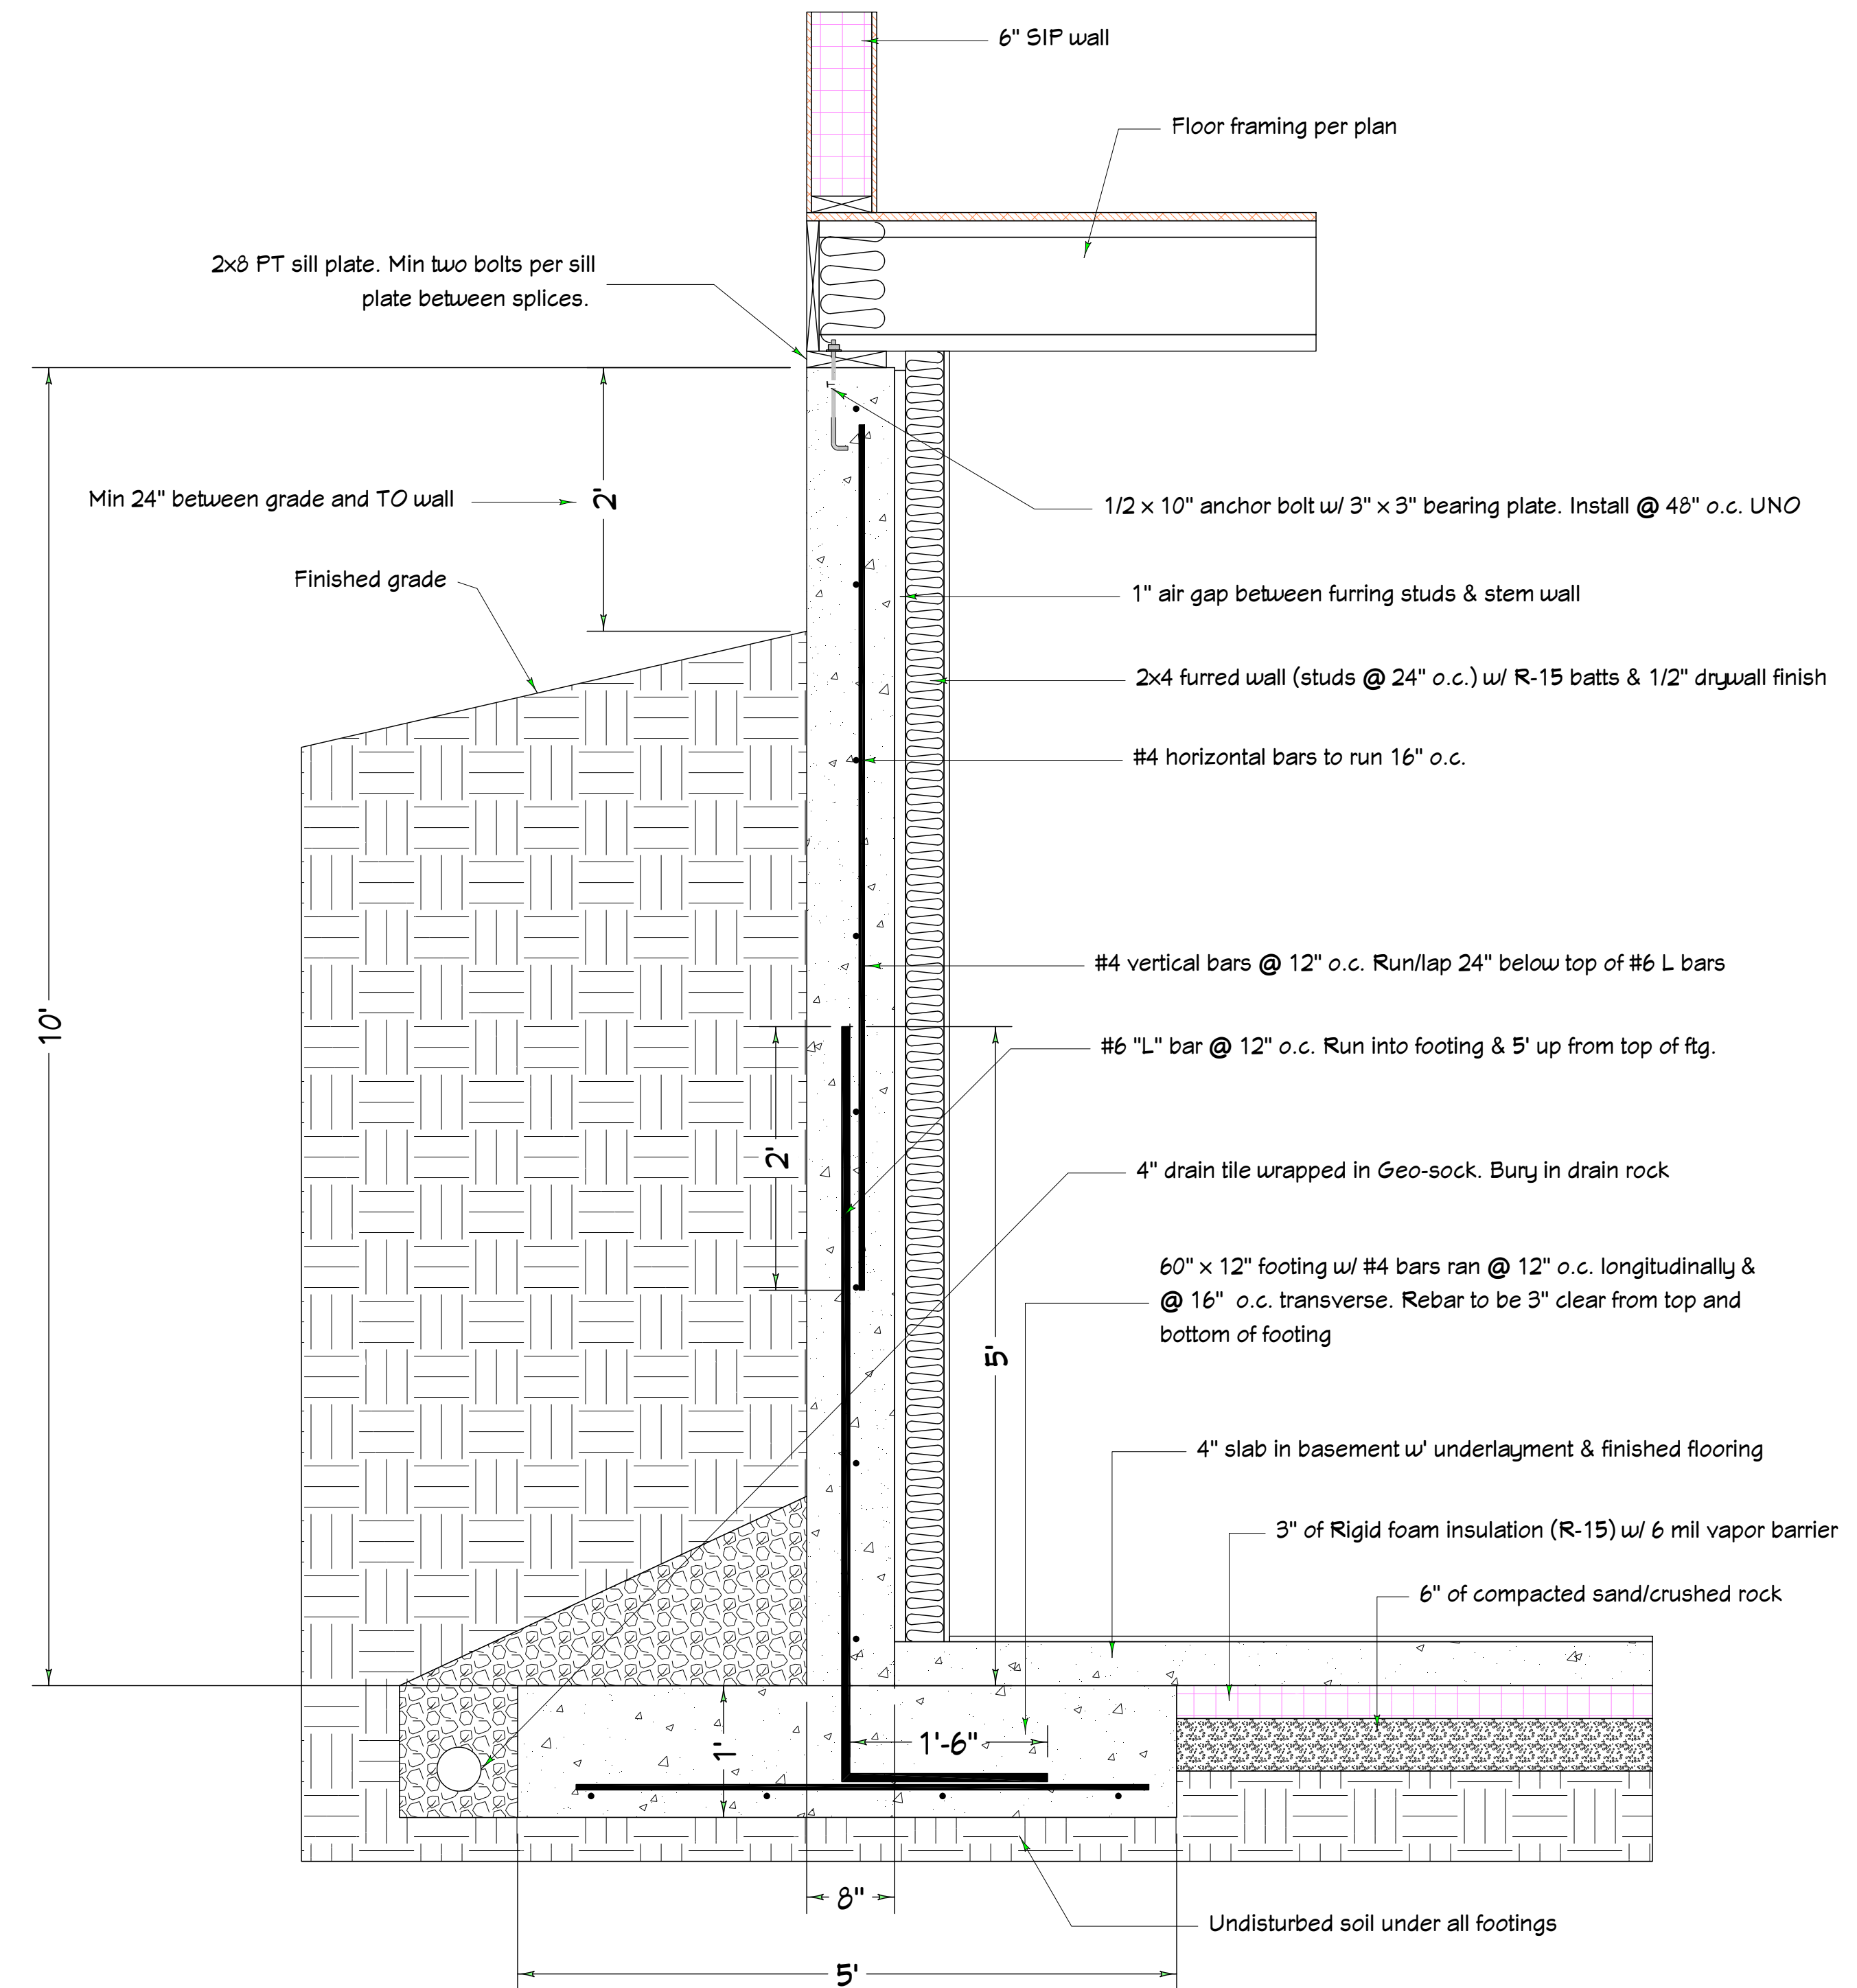 6" SIP wall
Floor framing per plan
2x8 PT sill plate. Min two bolts per sill
plate between splices.
Min 24" between grade and TO wall
2'
1/2 x 10" anchor bolt w/ 3" x 3" bearing plate. Install @ 48" o.c. UNO
Finished grade
1" air gap between furring studs & stem wall
2x4 furred wall (studs @ 24" o.c.) w/ R-15 batts & 1/2" drywall finish
#4 horizontal bars to run 16" o.c.
#4 vertical bars @ 12" o.c. Run/lap 24" below top of #6 L bars
10'
#6 "L" bar @ 12" o.c. Run into footing & 5' up from top of ftg.
2'
4" drain tile wrapped in Geo-sock. Bury in drain rock
60" x 12" footing w/ #4 bars ran @ 12" o.c. longitudinally &
@ 16" o.c. transverse. Rebar to be 3" clear from top and
bottom of footing
5'
4" slab in basement w' underlayment & finished flooring
3" of Rigid foam insulation (R-15) w/ 6 mil vapor barrier
6" of compacted sand/crushed rock
1'
1'-6"
8"
Undisturbed soil under all footings
5'